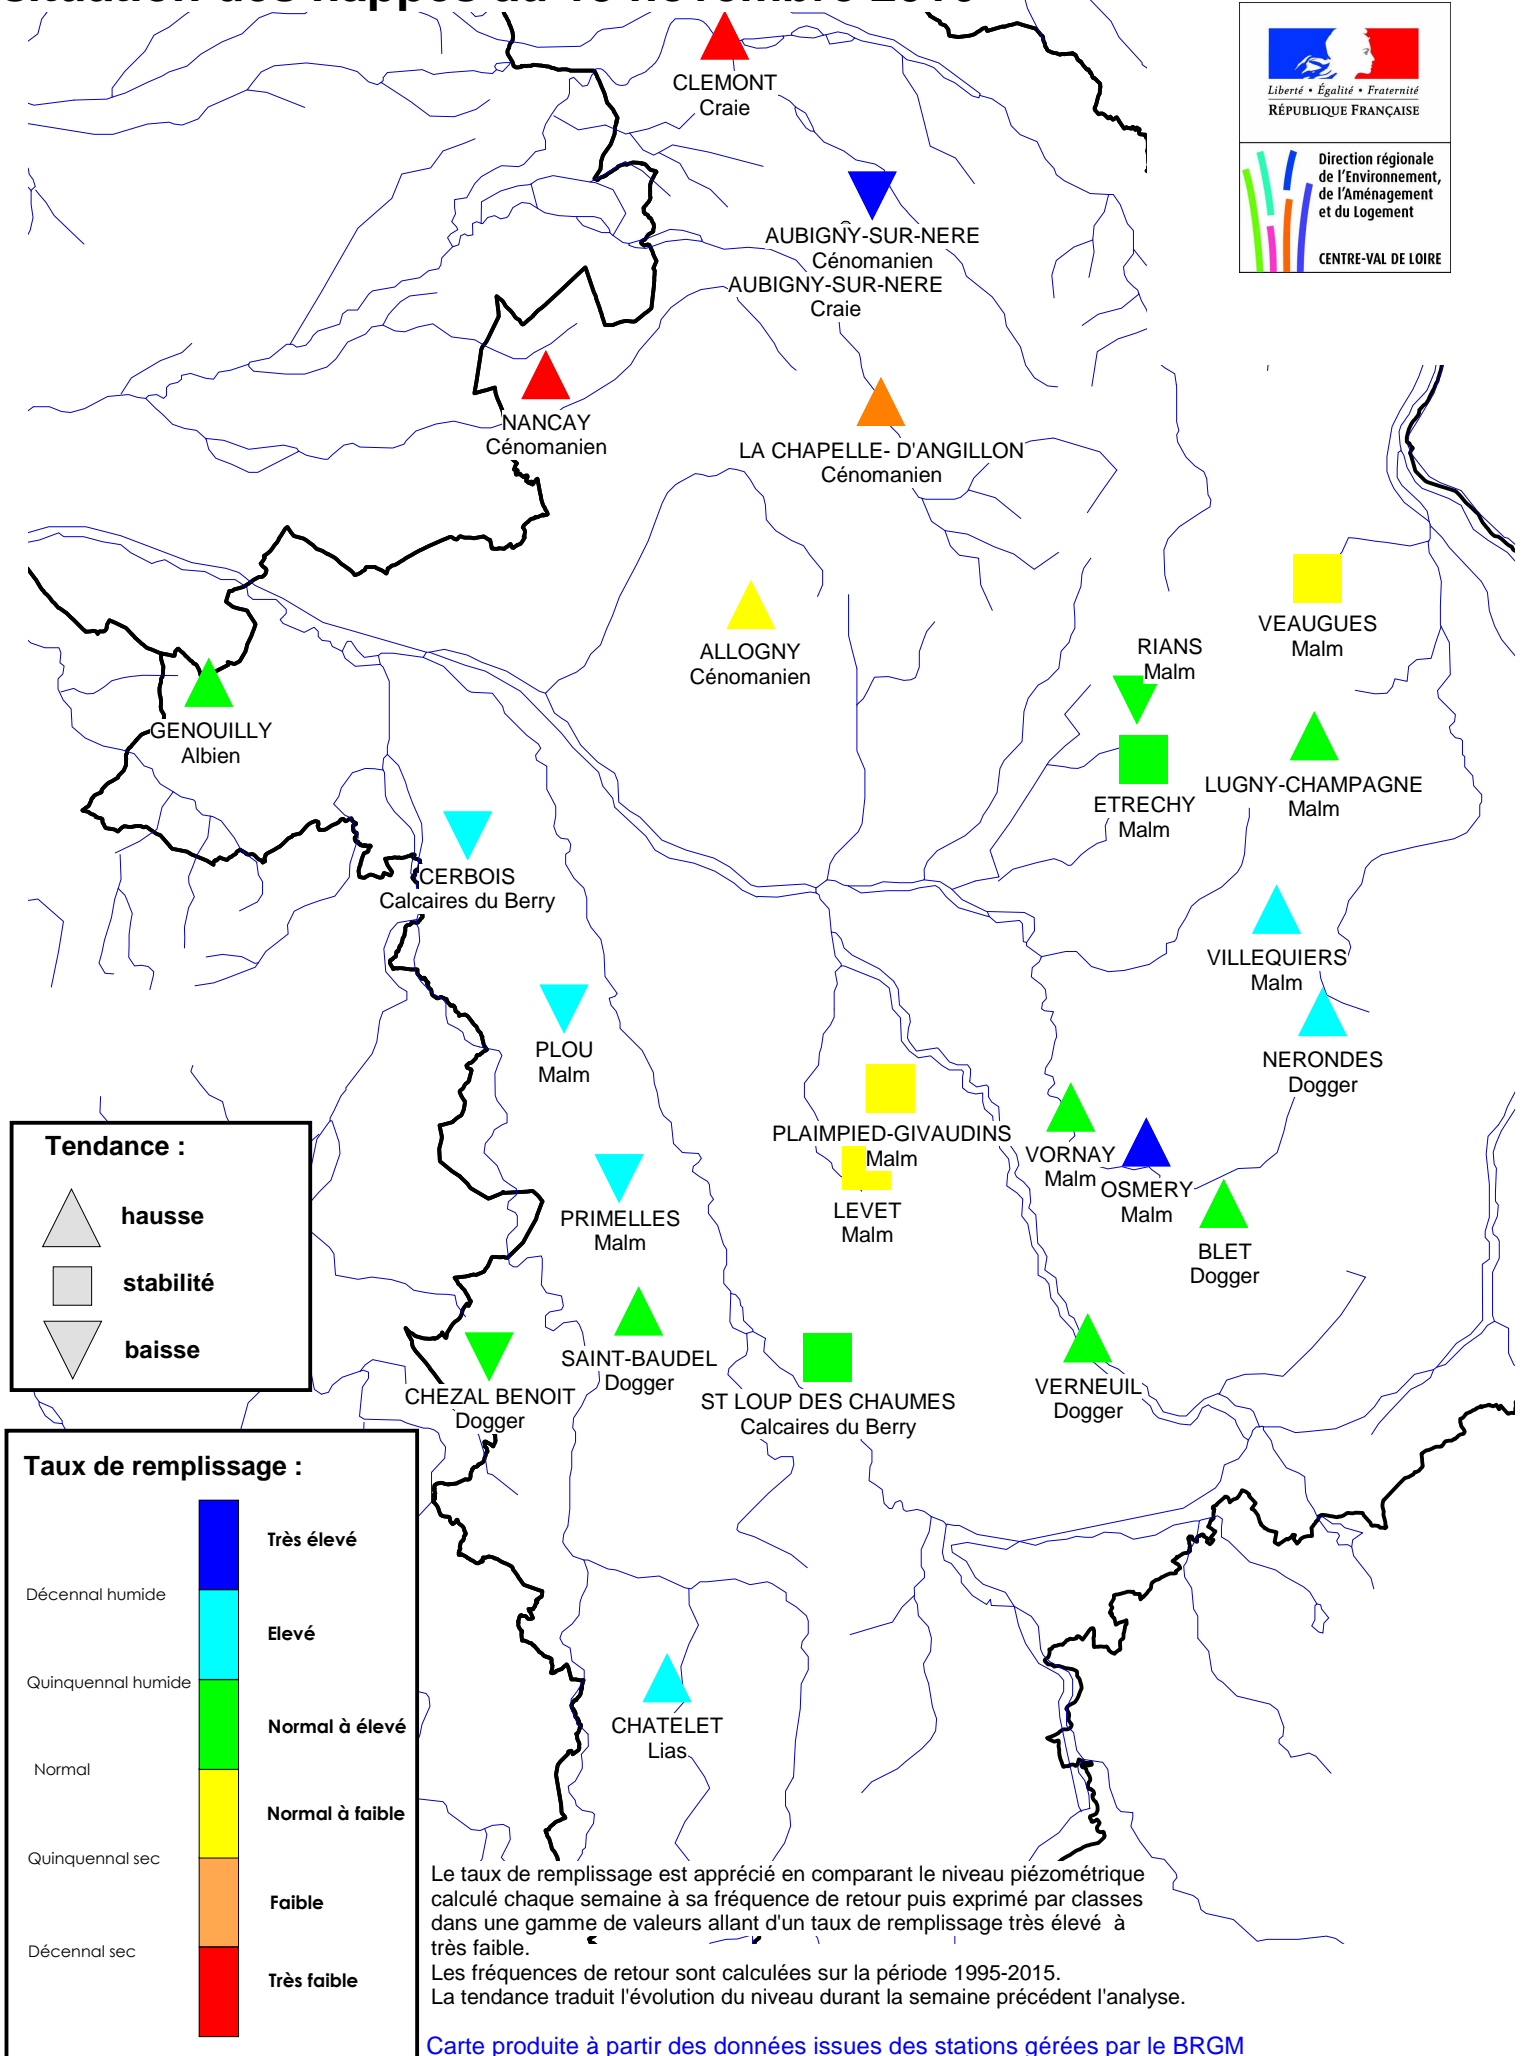 CLEMONT
Craie
Liberté • Égalité • Fraternité
RÉPUBLIQUE FRANÇAISE
Direction régionale
de l'Environnement,
de l'Aménagement
et du Logement
CENTRE-VAL DE LOIRE
AUBIGNY-SUR-NERE
Cénomanien
AUBIGNY-SUR-NERE
Craie
NANCAY
Cénomanien
LA CHAPELLE- D'ANGILLON
Cénomanien
VEAUGUES
Malm
ALLOGNY
Cénomanien
RIANS
Malm
GENOUILLY
Albien
LUGNY-CHAMPAGNE
Malm
ETRECHY
Malm
CERBOIS
Calcaires du Berry
VILLEQUIERS
Malm
PLOU
Malm
NERONDES
Dogger
PLAIMPIED-GIVAUDINS
Malm
VORNAY
Malm
OSMERY
Malm
LEVET
Malm
PRIMELLES
Malm
BLET
Dogger
Tendance :
hausse
stabilité
baisse
SAINT-BAUDEL
Dogger
CHEZAL BENOIT
Dogger
ST LOUP DES CHAUMES
Calcaires du Berry
VERNEUIL
Dogger
Taux de remplissage :
Très élevé
Décennal humide
Elevé
Quinquennal humide
Normal à élevé
Normal
Normal à faible
Quinquennal sec
Faible
Décennal sec
Très faible
CHATELET
Lias
Le taux de remplissage est apprécié en comparant le niveau piézométrique
calculé chaque semaine à sa fréquence de retour puis exprimé par classes
dans une gamme de valeurs allant d'un taux de remplissage très élevé à
très faible.
Les fréquences de retour sont calculées sur la période 1995-2015.
La tendance traduit l'évolution du niveau durant la semaine précédent l'analyse.
Carte produite à partir des données issues des stations gérées par le BRGM